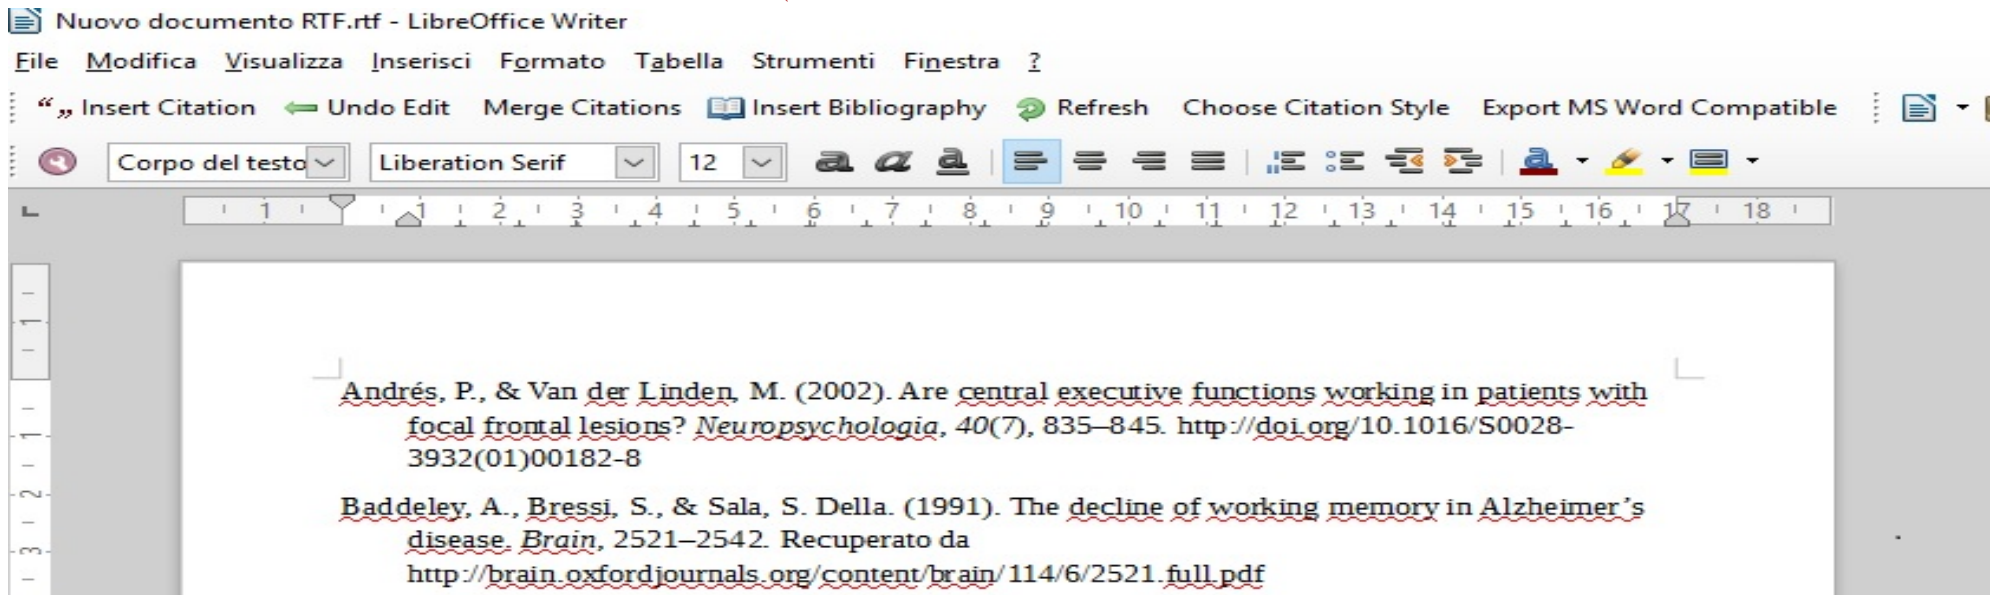 Nuovo documento RTF.rtf - LibreOffice Writer
File Modifica Visualizza Inserisci Formato Tabella Strumenti Finestra ?
“„ Insert Citation Undo Edit Merge Citations Insert Bibliography Refresh Choose Citation Style Export MS Word Compatible
Corpo del testo Liberation Serif 12 a a a a
1 1 2 3 4 5 6 7 8 9 10 11 12 13 14 15 16 17 18
1
1
2
3
Andrés, P., & Van der Linden, M. (2002). Are central executive functions working in patients with
focal frontal lesions? Neuropsychologia, 40(7), 835–845. http://doi.org/10.1016/S0028-
3932(01)00182-8
Baddeley, A., Bressi, S., & Sala, S. Della. (1991). The decline of working memory in Alzheimer’s
disease. Brain, 2521–2542. Recuperato da
http://brain.oxfordjournals.org/content/brain/114/6/2521.full.pdf